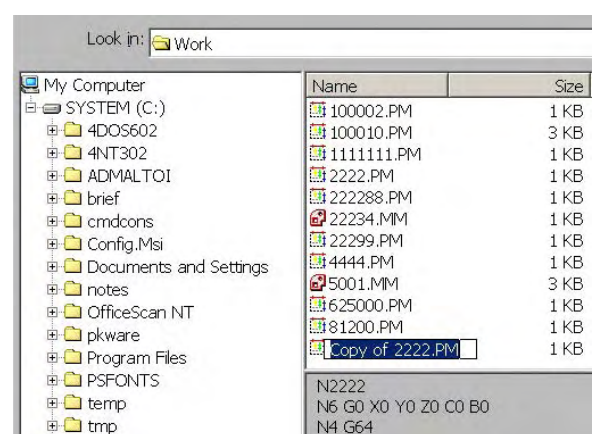 Look in: Work
My Computer
SYSTEM (C:)
4DOS602
4NT302
ADMALTOI
brief
cmdcons
Config.Msi
Documents and Settings
notes
OfficeScan NT
pkware
Program Files
PSFONTS
temp
tmp
Name Size
100002.PM 1 KB
100010.PM 3 KB
1111111.PM 1 KB
2222.PM 1 KB
222288.PM 1 KB
22234.MM 1 KB
22299.PM 1 KB
4444.PM 1 KB
5001.MM 3 KB
625000.PM 1 KB
81200.PM 1 KB
Copy of 2222.PM 1 KB
N2222
N6 G0 X0 Y0 Z0 C0 B0
N4 G64